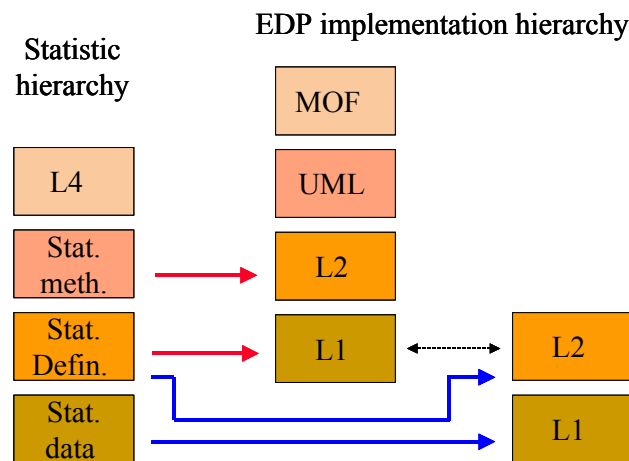 EDP implementation hierarchy
Statistic
hierarchy
MOF
L4
UML
Stat.
meth.
L2
Stat.
Defin.
L1
L2
Stat.
data
L1